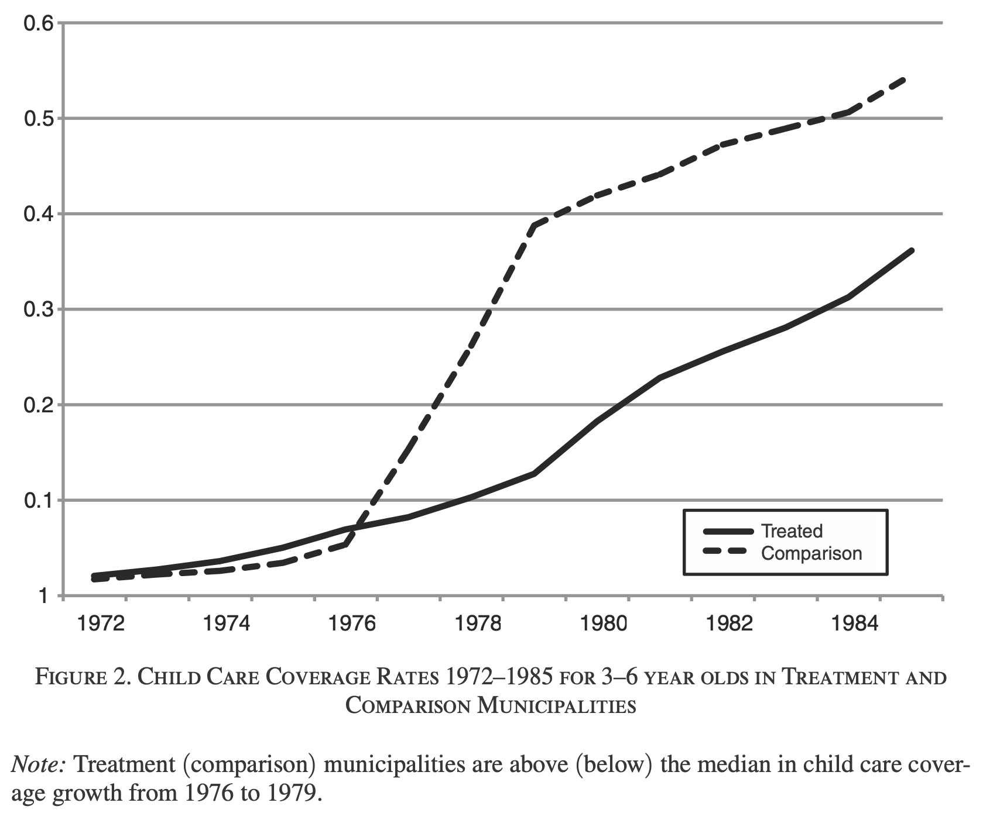 0.6
0.5
0.4
0.3
0.2
0.1
1
1972 1974 1976 1978 1980 1982 1984
Treated
Comparison
Figure 2. Child Care Coverage Rates 1972–1985 for 3–6 year olds in Treatment and
Comparison Municipalities
Note: Treatment (comparison) municipalities are above (below) the median in child care cover-
age growth from 1976 to 1979.